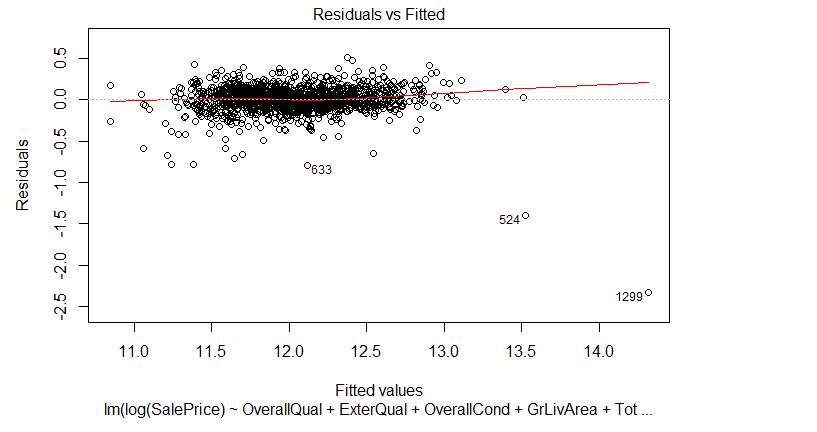 Residuals vs Fitted
Residuals
0.5
0.0
-0.5
-1.0
-1.5
-2.0
-2.5
633
524
1299
11.0 11.5 12.0 12.5 13.0 13.5 14.0
Fitted values
lm(log(SalePrice) ~ OverallQual + ExterQual + OverallCond + GrLivArea + Tot ...